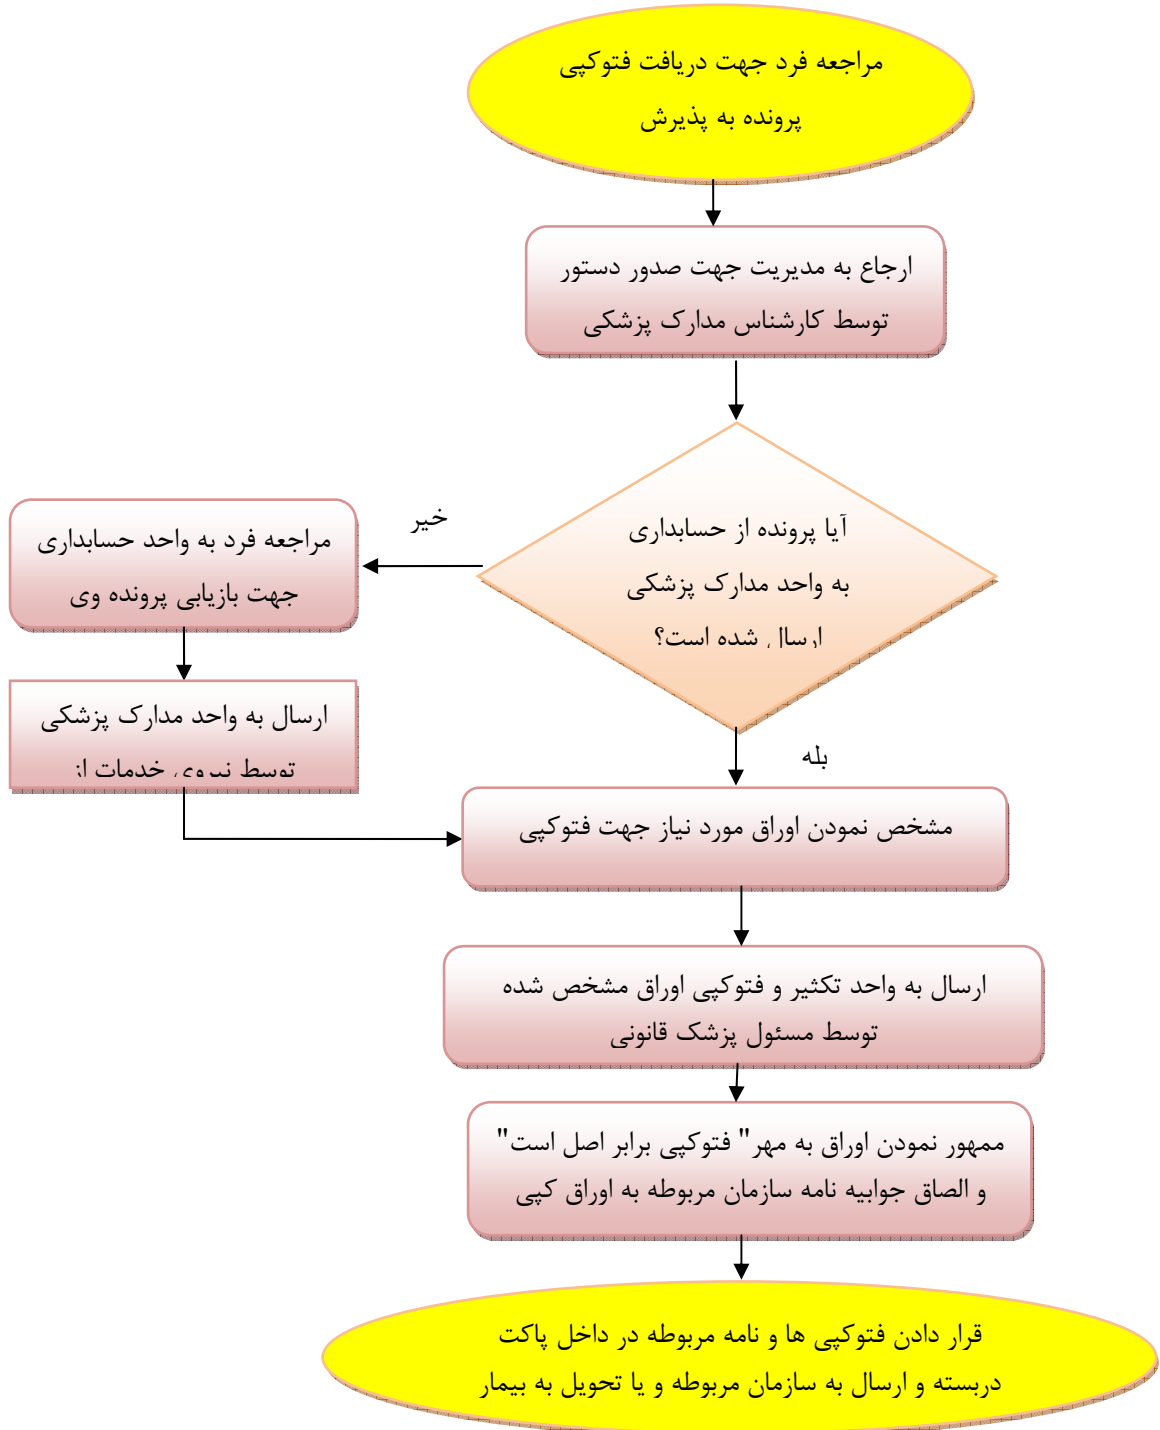 مراجعه فرد جهت دریافت فتوکپی
پرونده به پذیرش
ارجاع به مدیریت جهت صدور دستور
توسط کارشناس مدارک پزشکی
آیا پرونده از حسابداری
به واحد مدارک پزشکی
ارسال شده است؟
خیر
مراجعه فرد به واحد حسابداری
جهت بازیابی پرونده وی
ارسال به واحد مدارک پزشکی
توسط نیروی خدمات از
بله
مشخص نمودن اوراق مورد نیاز جهت فتوکپی
ارسال به واحد تکثیر و فتوکپی اوراق مشخص شده
توسط مسئول پزشک قانونی
ممهور نمودن اوراق به مهر" فتوکپی برابر اصل است"
و الصاق جوابیه نامه سازمان مربوطه به اوراق کپی
قرار دادن فتوکپی ها و نامه مربوطه در داخل پاکت
دربسته و ارسال به سازمان مربوطه و یا تحویل به بیمار